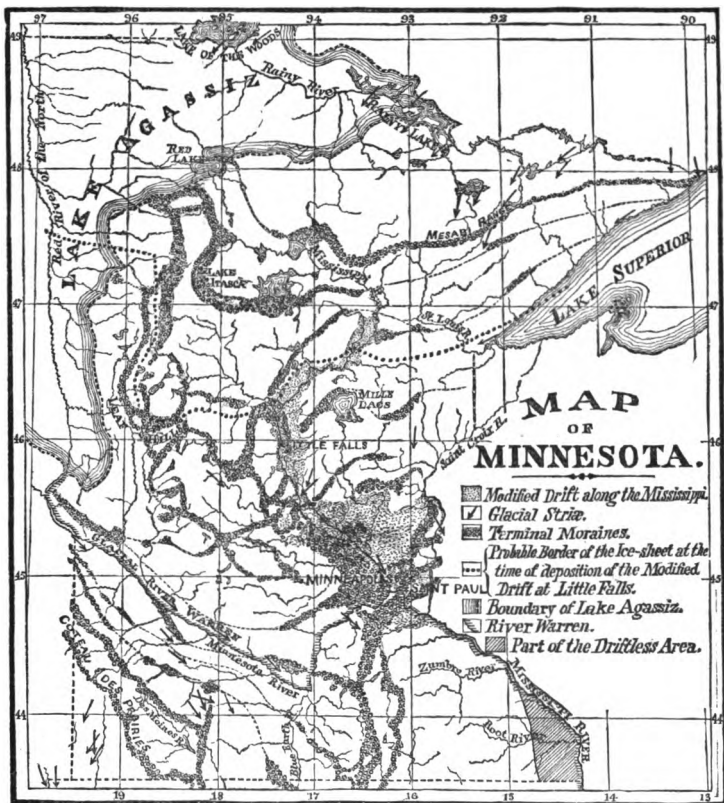 97 96 95 94 93 92 91 90
49
LAKE OF THE WOODS
Rainy River
RAINY LAKE
LAKE AGASSIZ
Red River of the North
RED LAKE
48
MESABI RANGE
Mississippi
LAKE ITASCA
LAKE SUPERIOR
47
St. Louis R.
MILLE LACS
LEAF HILLS
46
LITTLE FALLS
Saint Croix R.
MAP
OF
MINNESOTA.
Modified Drift along the Mississippi.
Glacial Striæ.
Terminal Moraines.
Probable Border of the Ice-sheet at the
time of deposition of the Modified
Drift at Little Falls.
Boundary of Lake Agassiz.
River Warren.
Part of the Driftless Area.
45
MINNEAPOLIS
SAINT PAUL
GLACIAL RIVER WARREN
Minnesota River
COTEAU DES PRAIRIES
Des Moines R.
Zumbro River
MISSISSIPPI RIVER
Root River
44
19 18 17 16 15 14 13